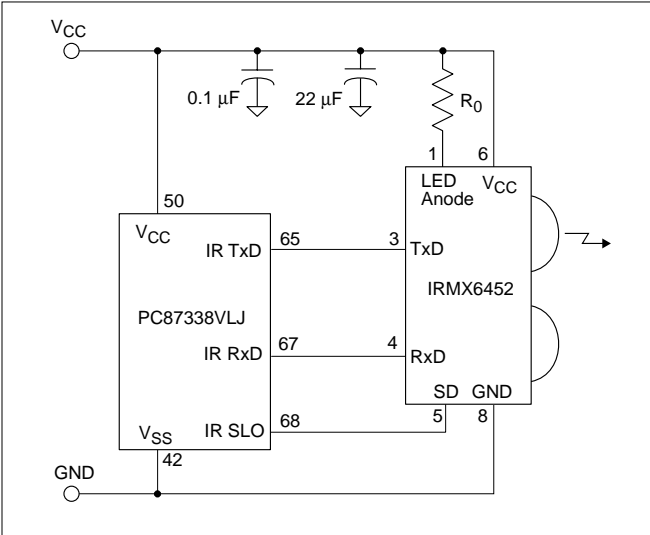 VCC
0.1 μF
22 μF
R0
1
6
LED
Anode
VCC
50
VCC
IR TxD
65
3
TxD
IRMX6452
PC87338VLJ
IR RxD
67
4
RxD
SD
GND
5
8
IR SLO
68
VSS
42
GND